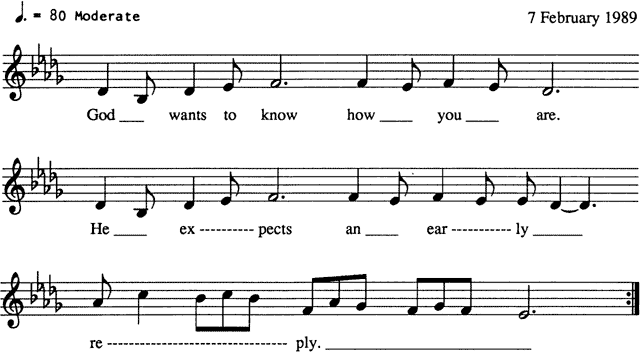 ♩. = 80 Moderate
7 February 1989
God ___ wants to know how ____ you ____ are.
He ____ ex ---------- pects an ____ ear ----------- ly ______
re -------------------------------- ply. _________________________